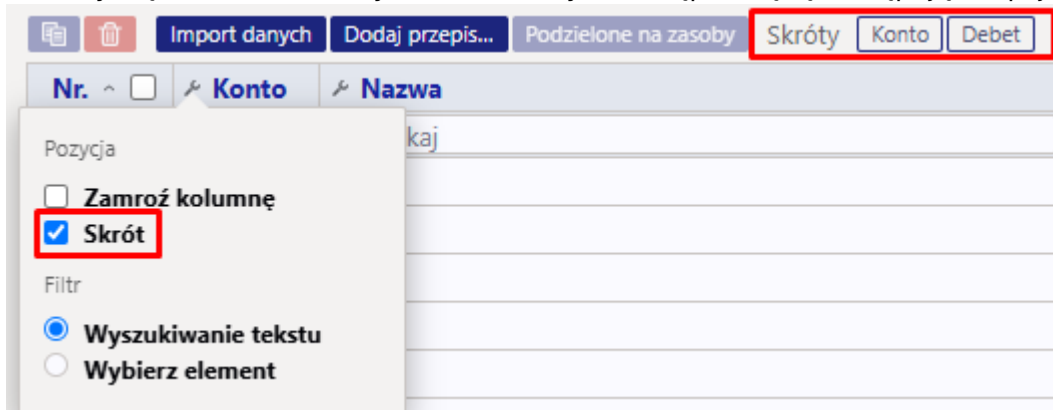 Import danych Dodaj przepis... Podzielone na zasoby Skróty Konto Debet
Nr. Konto Nazwa
kaj
Pozycja
Zamroź kolumnę
Skrót
Filtr
Wyszukiwanie tekstu
Wybierz element